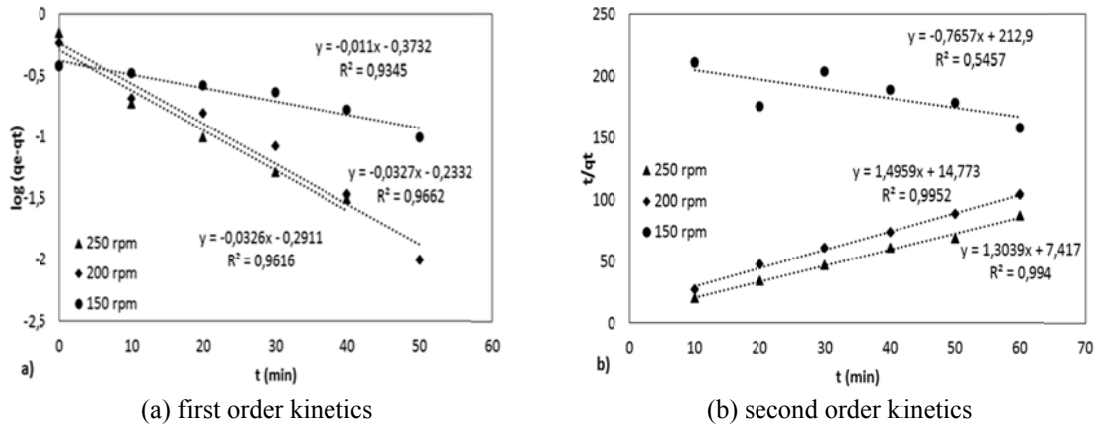 0
-0,5
-1
-1,5
-2
-2,5
log (qe-qt)
y = -0,011x - 0,3732
R² = 0,9345
y = -0,0327x - 0,2332
R² = 0,9662
y = -0,0326x - 0,2911
R² = 0,9616
250 rpm
200 rpm
150 rpm
0 10 20 30 40 50 60
a)
t (min)
(a) first order kinetics
250
200
150
100
50
0
t/qt
y = -0,7657x + 212,9
R² = 0,5457
y = 1,4959x + 14,773
R² = 0,9952
y = 1,3039x + 7,417
R² = 0,994
250 rpm
200 rpm
150 rpm
0 10 20 30 40 50 60 70
b)
t (min)
(b) second order kinetics